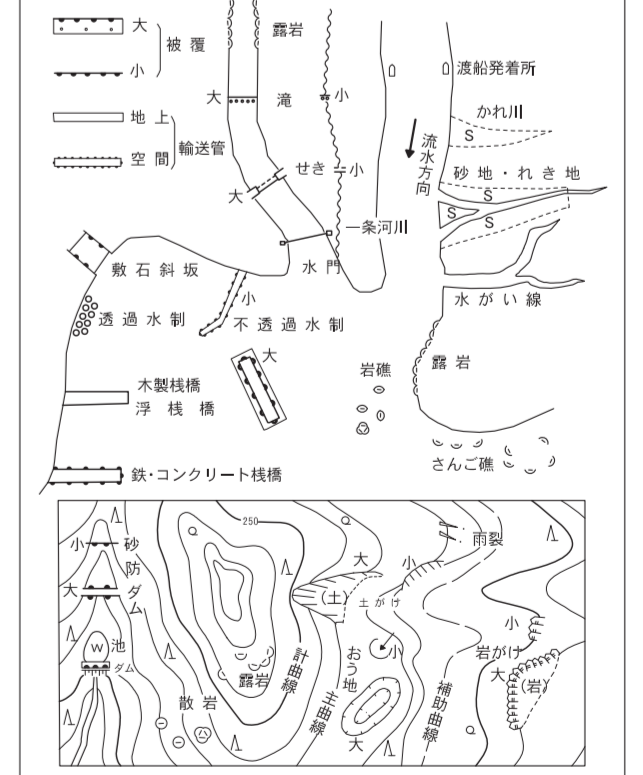 大
小
被覆
地上
空間
輸送管
露岩
大
滝
小
せき
小
大
一条河川
水門
渡船発着所
かれ川
S
流水方向
砂地・れき地
S
S
S
水がい線
敷石斜坂
透過水制
小
不透過水制
大
露岩
岩礁
木製桟橋
浮桟橋
さんご礁
鉄・コンクリート桟橋
250
小
砂防ダム
大
池
W
ダム
散岩
露岩
計曲線
主曲線
大
(土)
土がけ
小
おう地
小
大
補助曲線
雨裂
小
岩がけ
大
(岩)